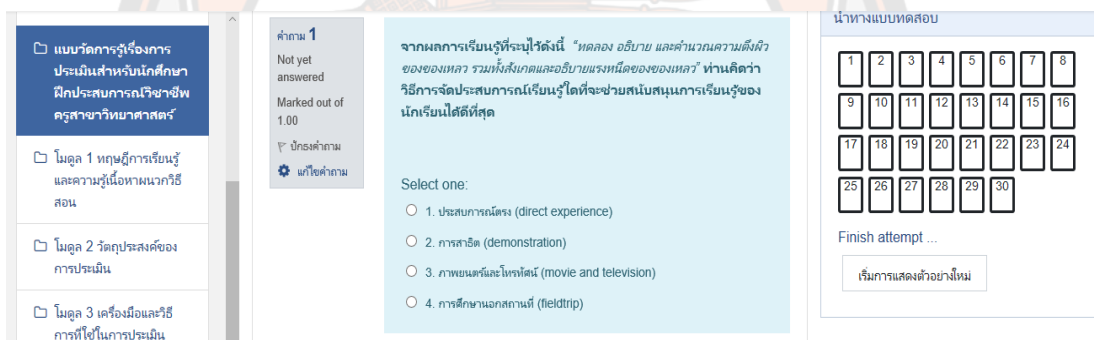 แบบวัดการรู้เรื่องการ
ประเมินสำหรับนักศึกษา
ฝึกประสบการณ์วิชาชีพ
ครูสาขาวิทยาศาสตร์
โมดูล 1 ทฤษฎีการเรียนรู้
และความรู้เนื้อหาผนวกวิธี
สอน
โมดูล 2 วัตถุประสงค์ของ
การประเมิน
โมดูล 3 เครื่องมือและวิธี
การที่ใช้ในการประเมิน
คำถาม 1
Not yet
answered
Marked out of
1.00
ปักธงคำถาม
แก้ไขคำถาม
จากผลการเรียนรู้ที่ระบุไว้ดังนี้ "ทดลอง อธิบาย และคำนวณความตึงผิว
ของของเหลว รวมทั้งสังเกตและอธิบายแรงหนืดของของเหลว" ท่านคิดว่า
วิธีการจัดประสบการณ์เรียนรู้ใดที่จะช่วยสนับสนุนการเรียนรู้ของ
นักเรียนได้ดีที่สุด
Select one:
1. ประสบการณ์ตรง (direct experience)
2. การสาธิต (demonstration)
3. ภาพยนตร์และโทรทัศน์ (movie and television)
4. การศึกษานอกสถานที่ (fieldtrip)
นำทางแบบทดสอบ
1 2 3 4 5 6 7 8
9 10 11 12 13 14 15 16
17 18 19 20 21 22 23 24
25 26 27 28 29 30
Finish attempt ...
เริ่มการแสดงตัวอย่างใหม่